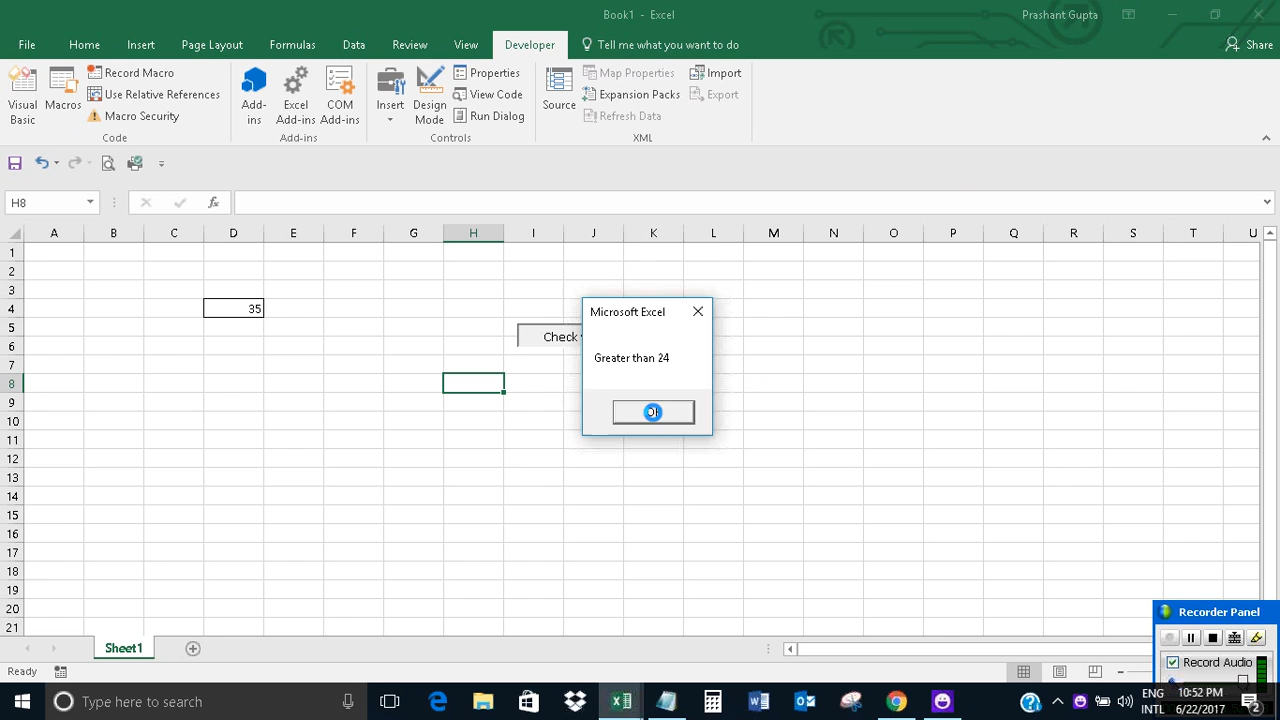 Book1 - Excel
Prashant Gupta
File Home Insert Page Layout Formulas Data Review View Developer Tell me what you want to do Share
Visual Basic
Macros
Record Macro
Use Relative References
Macro Security
Code
Add-ins
Excel Add-ins
COM Add-ins
Add-ins
Insert
Design Mode
Properties
View Code
Run Dialog
Controls
Source
Map Properties
Expansion Packs
Refresh Data
Import
Export
XML
H8
fx
A B C D E F G H I J K L M N O P Q R S T U
1
2
3
4 35
5
6
7
8
9
10
11
12
13
14
15
16
17
18
19
20
21
Check
Microsoft Excel
Greater than 24
Sheet1
Ready
Recorder Panel
Record Audio
Type here to search
ENG
INTL
10:52 PM
6/22/2017
2